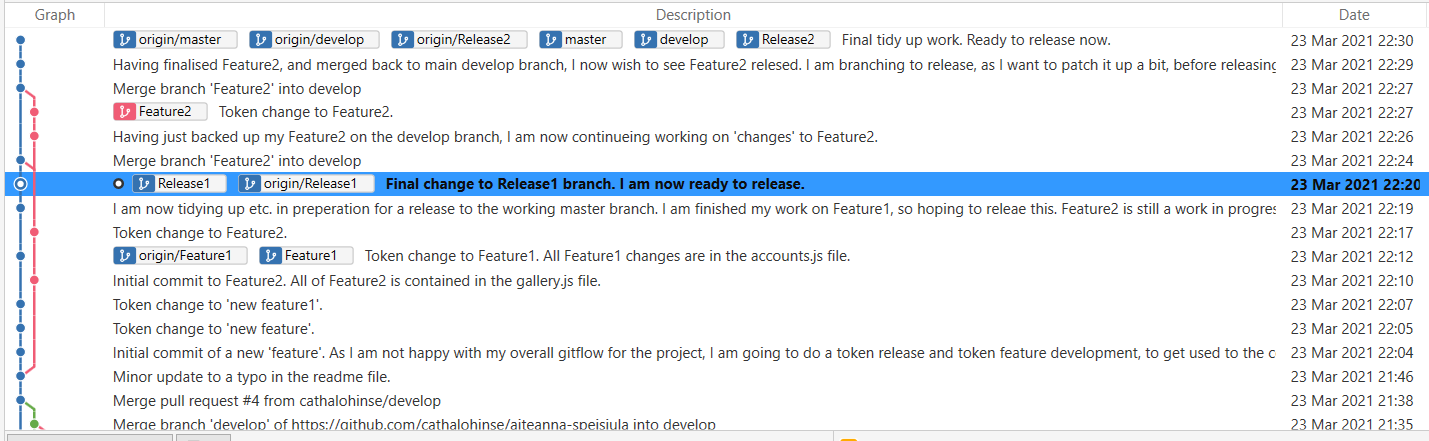 Graph Description Date
origin/master origin/develop origin/Release2 master develop Release2 Final tidy up work. Ready to release now. 23 Mar 2021 22:30
Having finalised Feature2, and merged back to main develop branch, I now wish to see Feature2 relesed. I am branching to release, as I want to patch it up a bit, before releasing 23 Mar 2021 22:29
Merge branch 'Feature2' into develop 23 Mar 2021 22:27
Feature2 Token change to Feature2. 23 Mar 2021 22:27
Having just backed up my Feature2 on the develop branch, I am now continueing working on 'changes' to Feature2. 23 Mar 2021 22:26
Merge branch 'Feature2' into develop 23 Mar 2021 22:24
Release1 origin/Release1 Final change to Release1 branch. I am now ready to release. 23 Mar 2021 22:20
I am now tidying up etc. in preperation for a release to the working master branch. I am finished my work on Feature1, so hoping to releae this. Feature2 is still a work in progres 23 Mar 2021 22:19
Token change to Feature2. 23 Mar 2021 22:17
origin/Feature1 Feature1 Token change to Feature1. All Feature1 changes are in the accounts.js file. 23 Mar 2021 22:12
Initial commit to Feature2. All of Feature2 is contained in the gallery.js file. 23 Mar 2021 22:10
Token change to 'new feature1'. 23 Mar 2021 22:07
Token change to 'new feature'. 23 Mar 2021 22:05
Initial commit of a new 'feature'. As I am not happy with my overall gitflow for the project, I am going to do a token release and token feature development, to get used to the c 23 Mar 2021 22:04
Minor update to a typo in the readme file. 23 Mar 2021 21:46
Merge pull request #4 from cathalohinse/develop 23 Mar 2021 21:38
Merge branch 'develop' of https://github.com/cathalohinse/aiteanna-speisiula into develop 23 Mar 2021 21:35